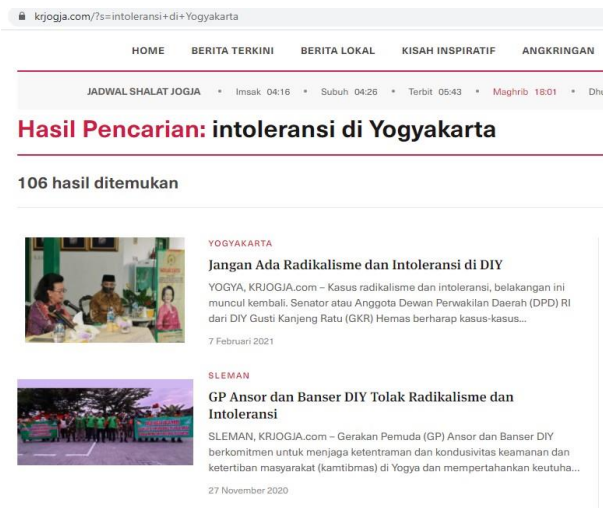 krjogja.com/?s=intoleransi+di+Yogyakarta
HOME BERITA TERKINI BERITA LOKAL KISAH INSPIRATIF ANGKRINGAN
JADWAL SHALAT JOGJA • Imsak 04:16 • Subuh 04:26 • Terbit 05:43 • Maghrib 18:01 • Dhu
Hasil Pencarian: intoleransi di Yogyakarta
106 hasil ditemukan
YOGYAKARTA
Jangan Ada Radikalisme dan Intoleransi di DIY
YOGYA, KRJOGJA.com – Kasus radikalisme dan intoleransi, belakangan ini
muncul kembali. Senator atau Anggota Dewan Perwakilan Daerah (DPD) RI
dari DIY Gusti Kanjeng Ratu (GKR) Hemas berharap kasus-kasus...
7 Februari 2021
SLEMAN
GP Ansor dan Banser DIY Tolak Radikalisme dan
Intoleransi
SLEMAN, KRJOGJA.com – Gerakan Pemuda (GP) Ansor dan Banser DIY
berkomitmen untuk menjaga ketentraman dan kondusivitas keamanan dan
ketertiban masyarakat (kamtibmas) di Yogya dan mempertahankan keutuha...
27 November 2020